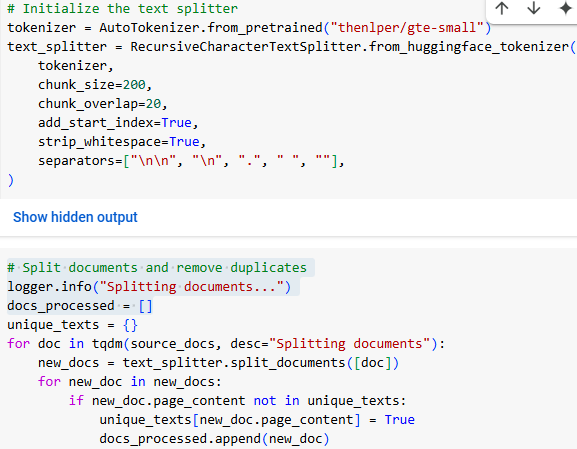 # Initialize the text splitter
tokenizer = AutoTokenizer.from_pretrained("thenlper/gte-small")
text_splitter = RecursiveCharacterTextSplitter.from_huggingface_tokenizer(
    tokenizer,
    chunk_size=200,
    chunk_overlap=20,
    add_start_index=True,
    strip_whitespace=True,
    separators=["\n\n", "\n", ".", " ", ""],
)
Show hidden output
# Split documents and remove duplicates
logger.info("Splitting documents...")
docs_processed = []
unique_texts = {}
for doc in tqdm(source_docs, desc="Splitting documents"):
    new_docs = text_splitter.split_documents([doc])
    for new_doc in new_docs:
        if new_doc.page_content not in unique_texts:
            unique_texts[new_doc.page_content] = True
            docs_processed.append(new_doc)